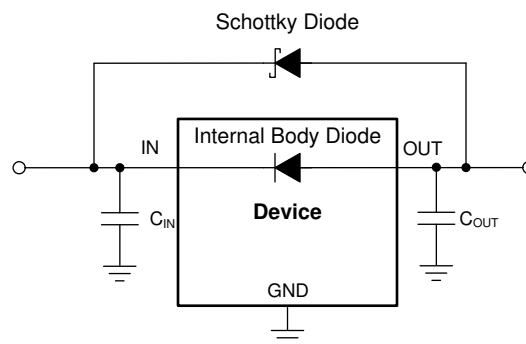 Schottky Diode
Internal Body Diode
IN
OUT
Device
C_IN
C_OUT
GND